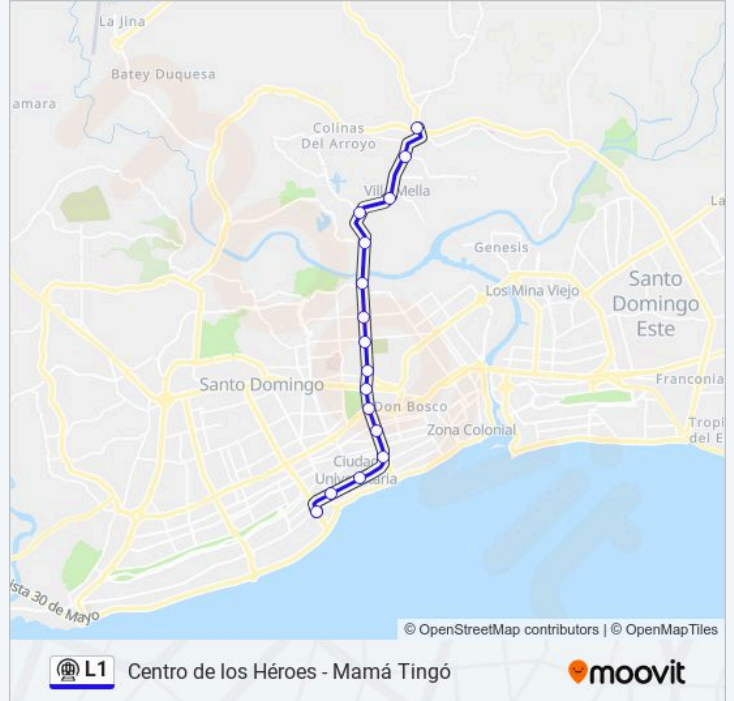 La Jina
Batey Duquesa
amara
Colinas
Del Arroyo
Villa Mella
La
Genesis
Santo
Domingo
Este
Los Mina Viejo
Santo Domingo
Franconia
Don Bosco
Zona Colonial
Tropi
del E
Ciudad
Universitaria
ista 30 de Mayo
© OpenStreetMap contributors | © OpenMapTiles
L1 Centro de los Héroes - Mamá Tingó
moovit